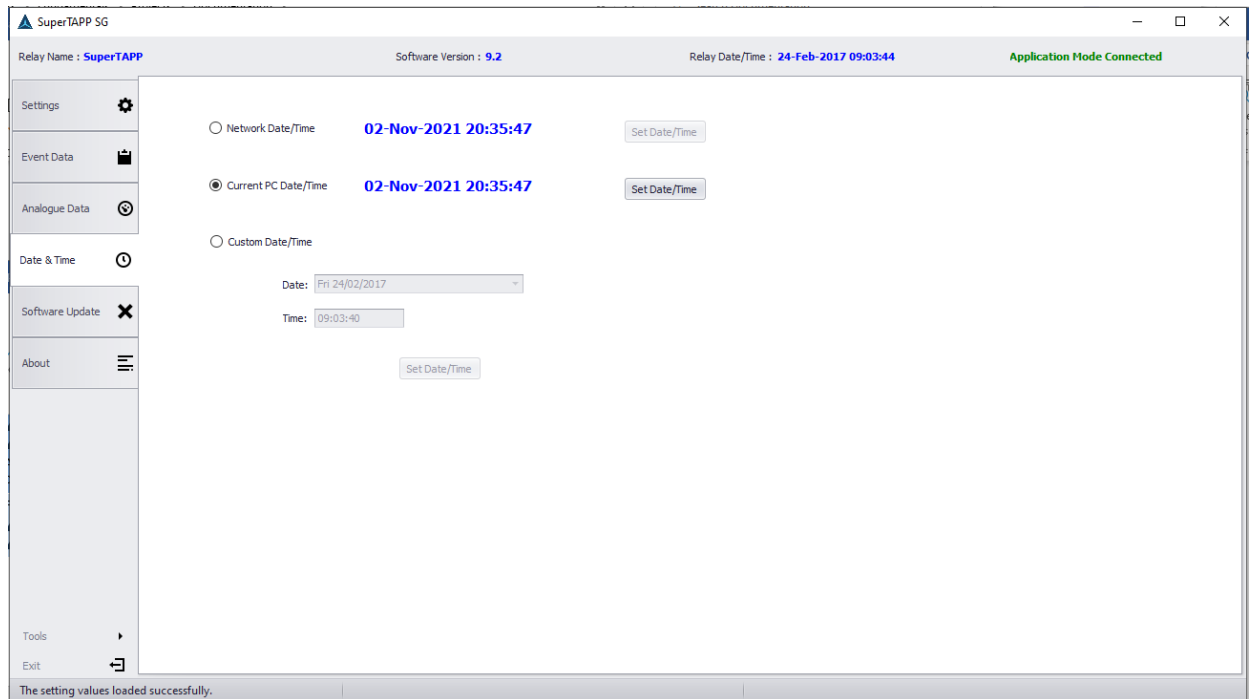 SuperTAPP SG
Relay Name : SuperTAPP Software Version : 9.2 Relay Date/Time : 24-Feb-2017 09:03:44 Application Mode Connected
Settings
Event Data
Analogue Data
Date & Time
Software Update
About
Network Date/Time 02-Nov-2021 20:35:47 Set Date/Time
Current PC Date/Time 02-Nov-2021 20:35:47 Set Date/Time
Custom Date/Time
Date: Fri 24/02/2017
Time: 09:03:40
Set Date/Time
Tools
Exit
The setting values loaded successfully.